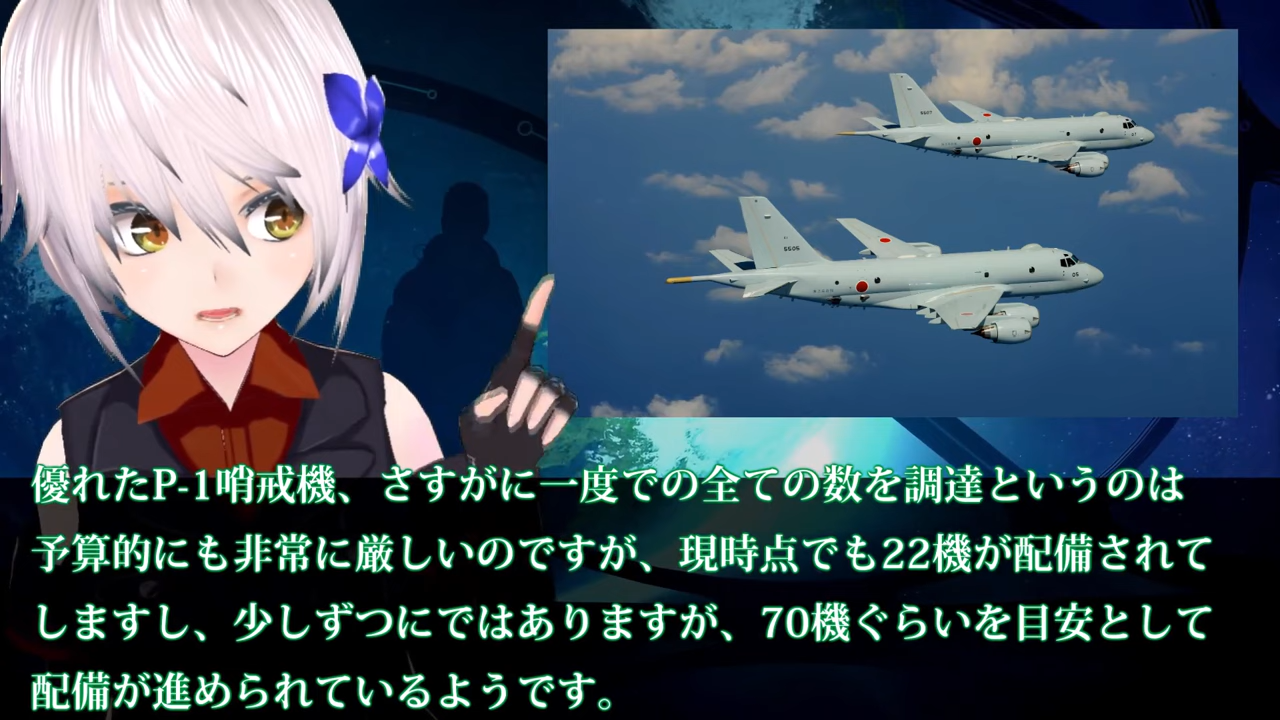 5507
5505
05
優れたP-1哨戒機、さすがに一度での全ての数を調達というのは
予算的にも非常に厳しいのですが、現時点でも22機が配備されて
しますし、少しずつにではありますが、70機ぐらいを目安として
配備が進められているようです。